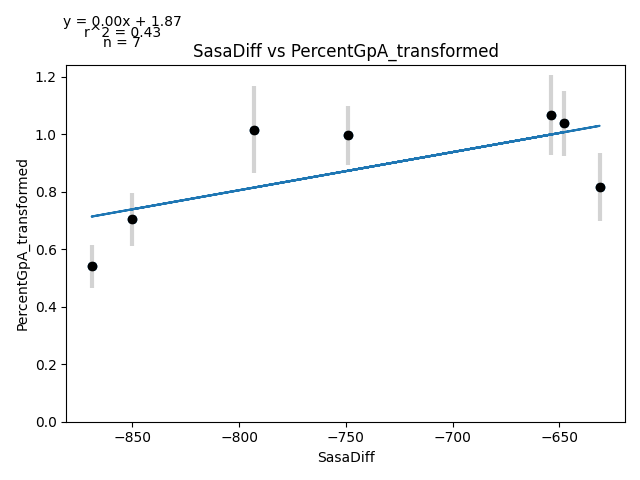 y = 0.00x + 1.87
r^2 = 0.43
n = 7
SasaDiff vs PercentGpA_transformed
1.2
1.0
0.8
0.6
0.4
0.2
0.0
PercentGpA_transformed
−850
−800
−750
−700
−650
SasaDiff